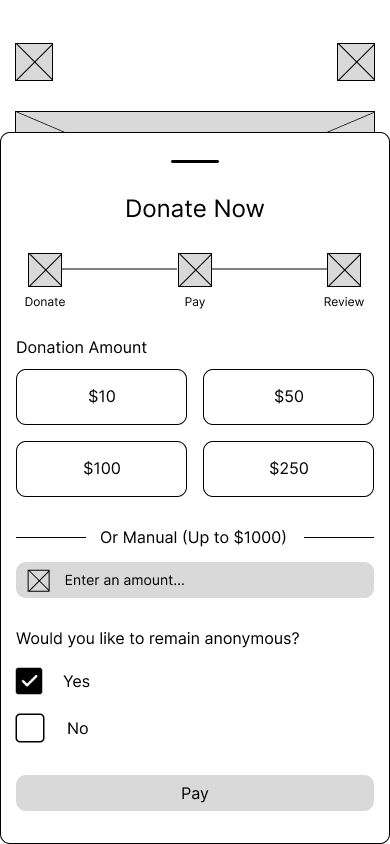 Donate Now
Donate Pay Review
Donation Amount
$10 $50
$100 $250
Or Manual (Up to $1000)
Enter an amount...
Would you like to remain anonymous?
Yes
No
Pay